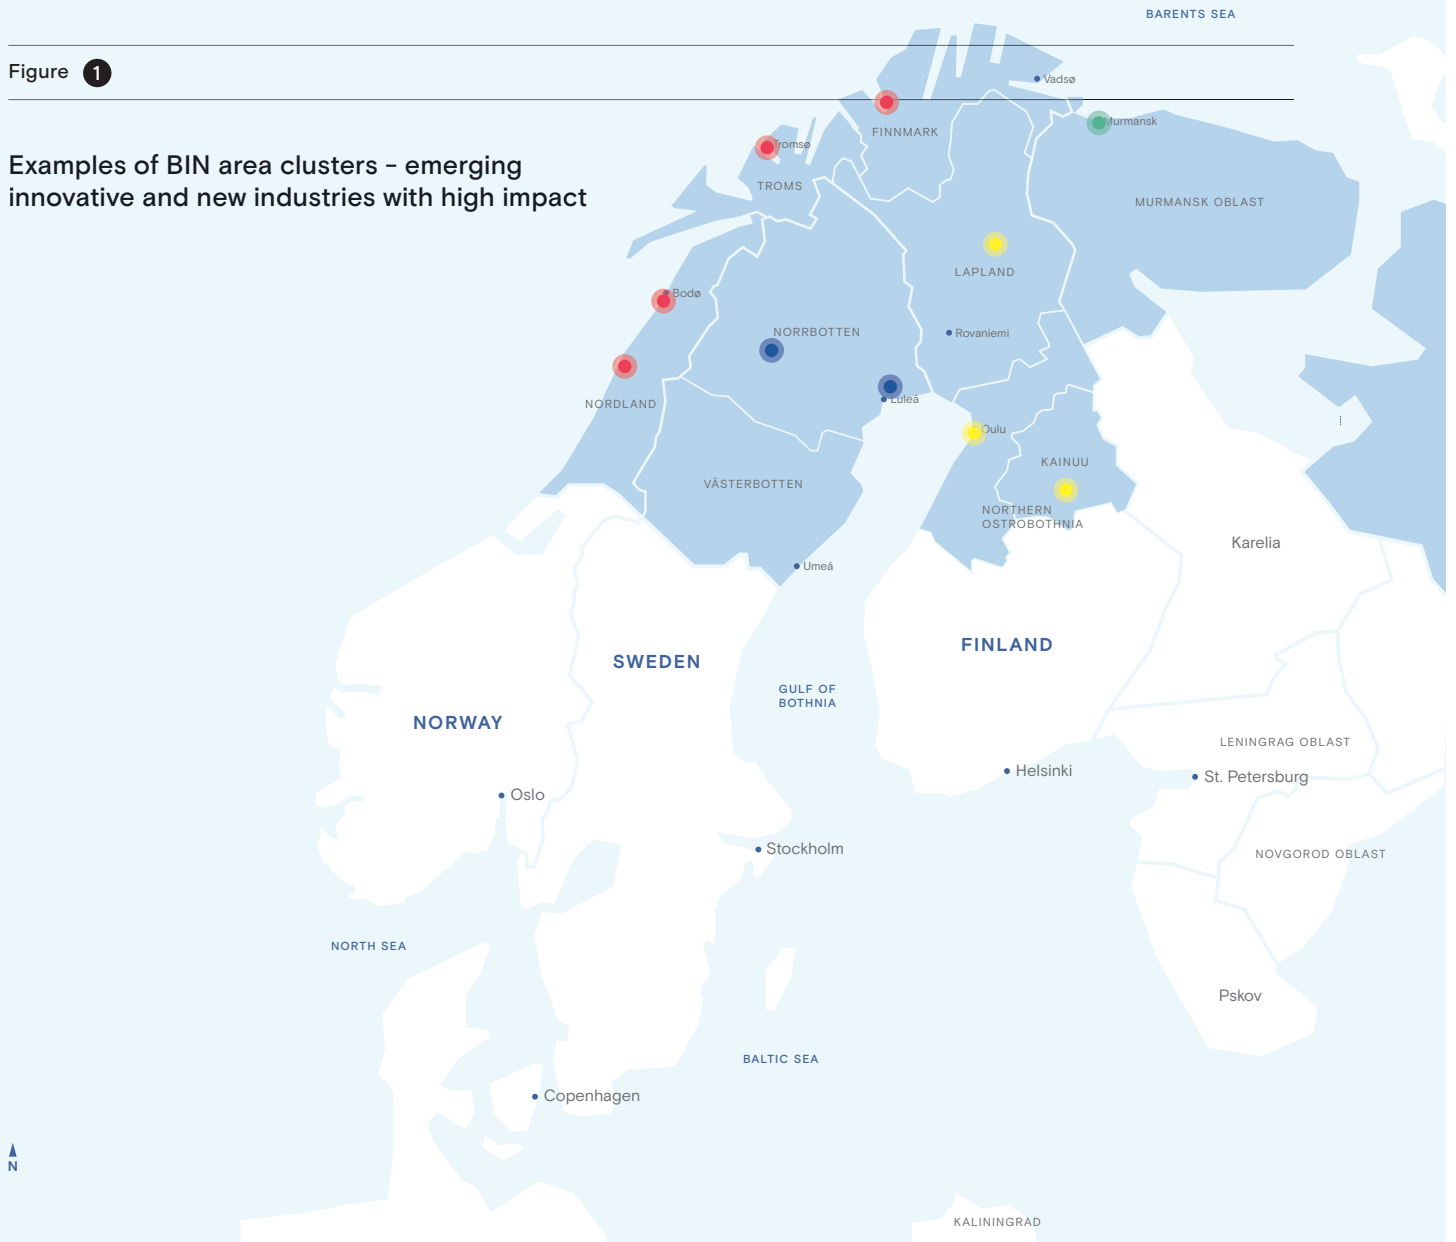 BARENTS SEA
Figure 1
Vadsø
Murmansk
FINNMARK
Tromsø
Examples of BIN area clusters – emerging
innovative and new industries with high impact
TROMS
MURMANSK OBLAST
LAPLAND
Bodø
NORRBOTTEN
Rovaniemi
NORDLAND
Luleå
Oulu
KAINUU
VÄSTERBOTTEN
NORTHERN
OSTROBOTHNIA
Karelia
Umeå
FINLAND
SWEDEN
GULF OF
BOTHNIA
NORWAY
LENINGRAG OBLAST
Helsinki
St. Petersburg
Oslo
Stockholm
NOVGOROD OBLAST
NORTH SEA
Pskov
BALTIC SEA
Copenhagen
N
KALININGRAD